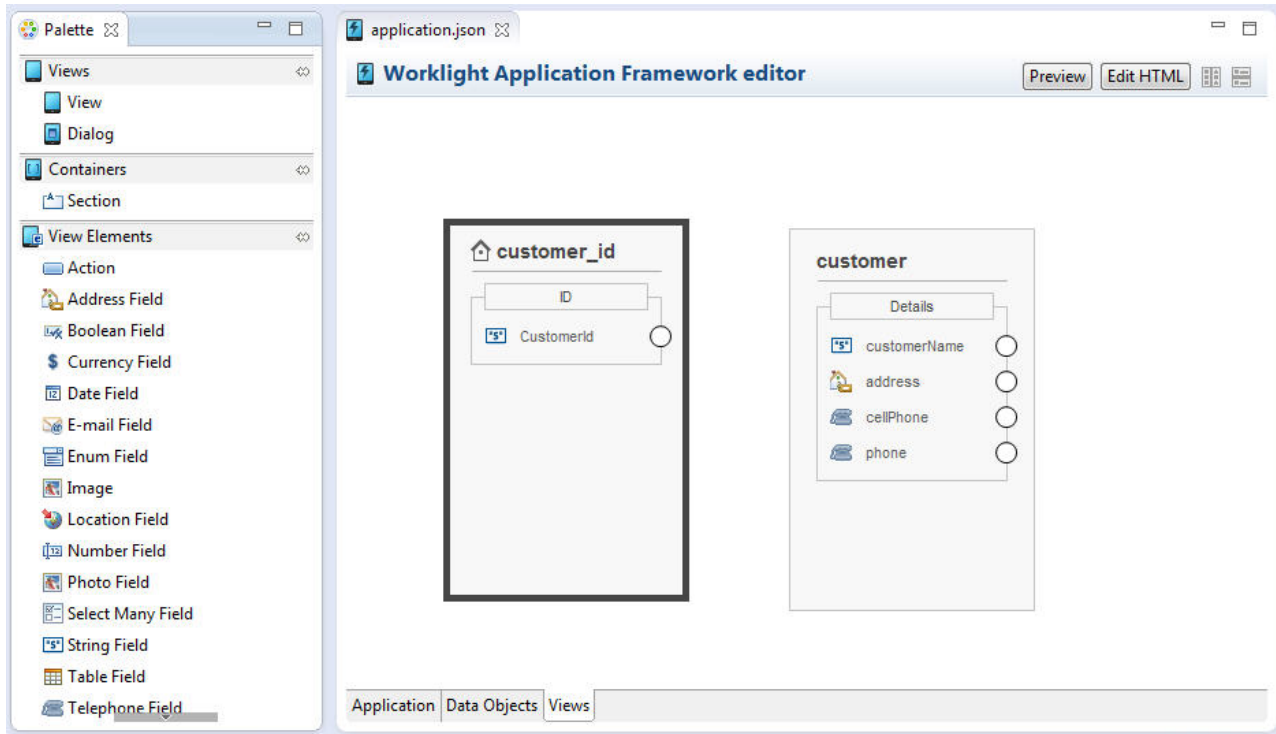 Palette
Views
View
Dialog
Containers
Section
View Elements
Action
Address Field
Boolean Field
Currency Field
Date Field
E-mail Field
Enum Field
Image
Location Field
Number Field
Photo Field
Select Many Field
String Field
Table Field
Telephone Field
application.json
Worklight Application Framework editor
Preview Edit HTML
customer_id
ID
"S" CustomerId
customer
Details
"S" customerName
address
cellPhone
phone
Application Data Objects Views